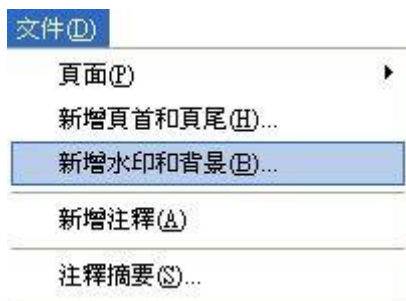 文件(D)
頁面(P)
新增頁首和頁尾(H)...
新增水印和背景(B)...
新增注釋(A)
注釋摘要(S)...